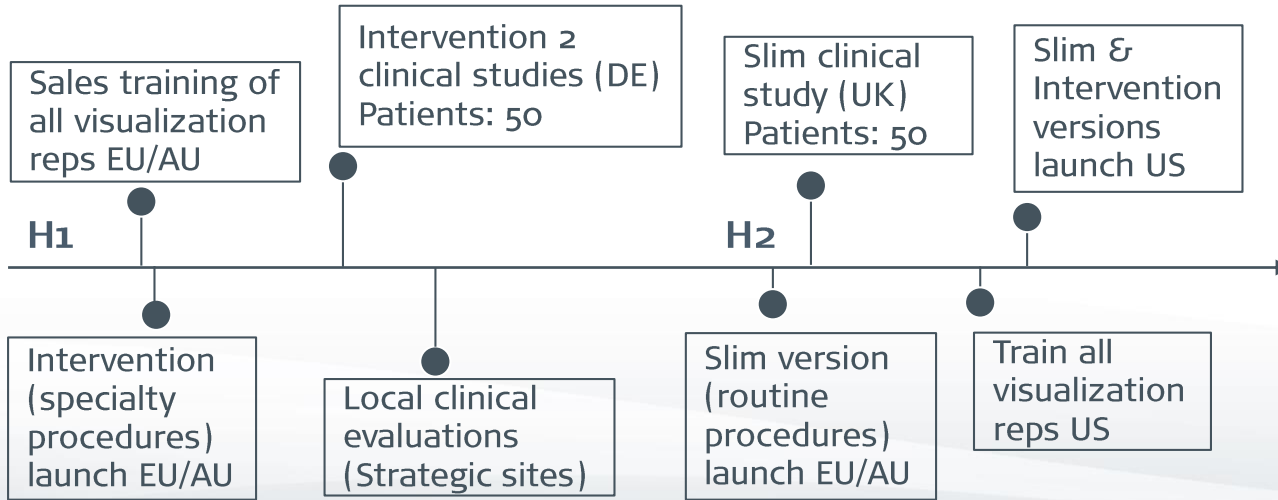 Sales training of
all visualization
reps EU/AU
Intervention 2
clinical studies (DE)
Patients: 50
Slim clinical
study (UK)
Patients: 50
Slim &
Intervention
versions
launch US
H1
H2
Intervention
(specialty
procedures)
launch EU/AU
Local clinical
evaluations
(Strategic sites)
Slim version
(routine
procedures)
launch EU/AU
Train all
visualization
reps US